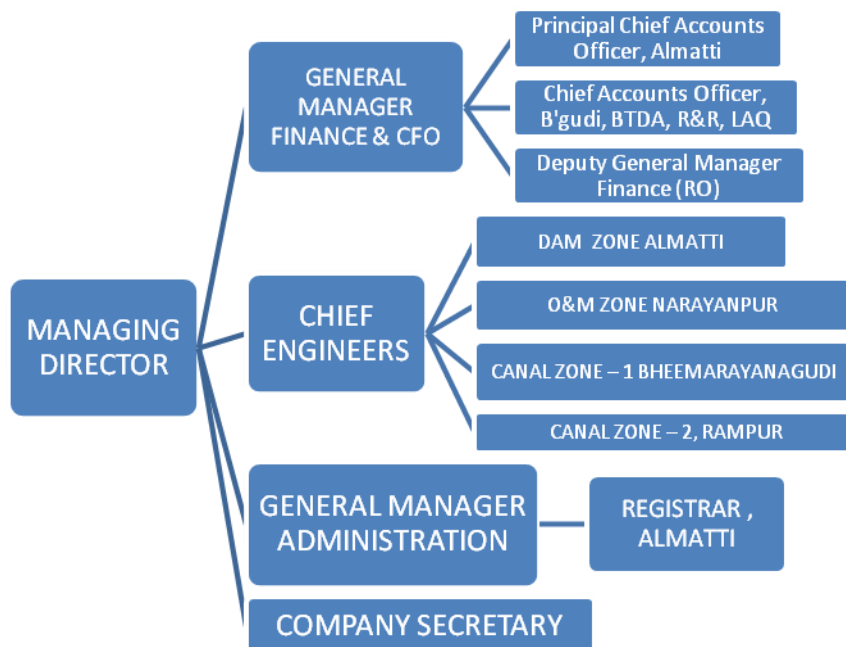 Principal Chief Accounts
Officer, Almatti
GENERAL
MANAGER
FINANCE & CFO
Chief Accounts Officer,
B'gudi, BTDA, R&R, LAQ
Deputy General Manager
Finance (RO)
DAM ZONE ALMATTI
MANAGING
DIRECTOR
CHIEF
ENGINEERS
O&M ZONE NARAYANPUR
CANAL ZONE – 1 BHEEMARAYANAGUDI
CANAL ZONE – 2, RAMPUR
GENERAL MANAGER
ADMINISTRATION
REGISTRAR ,
ALMATTI
COMPANY SECRETARY